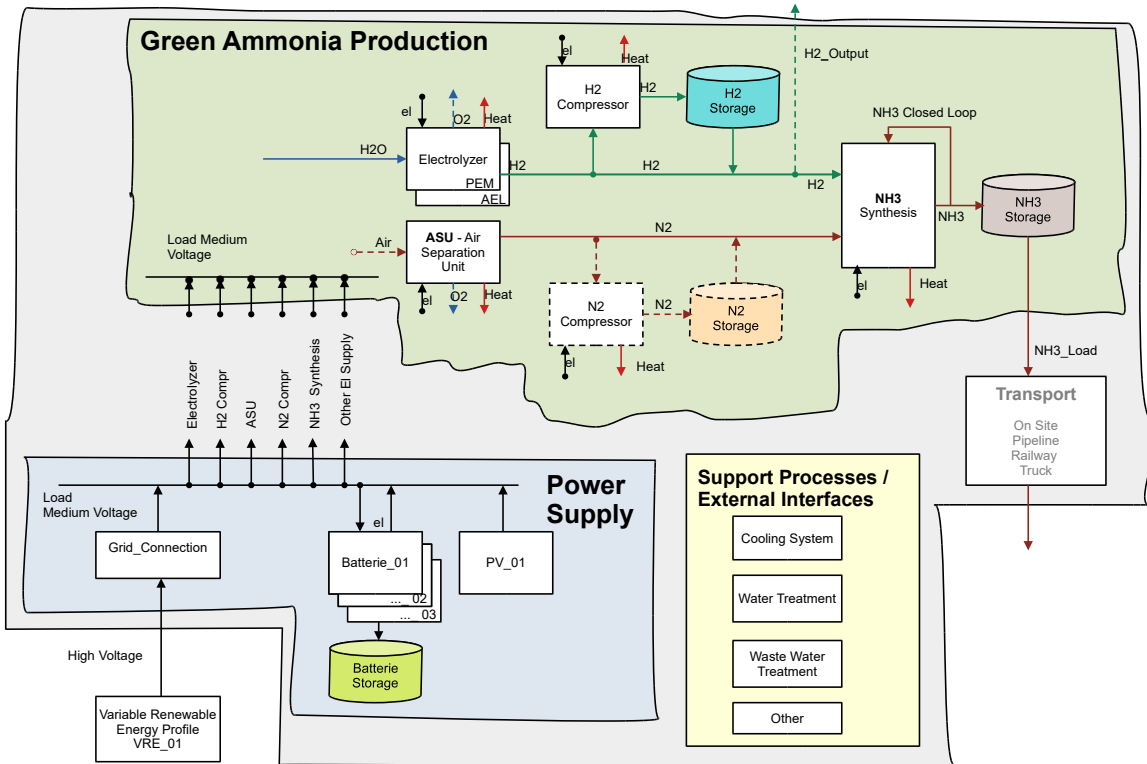 Green Ammonia Production
H2_Output
el
Heat
H2
Compressor
H2
H2
Storage
el
O2
Heat
H2O
Electrolyzer
PEM
AEL
H2
H2
H2
NH3 Closed Loop
NH3
Synthesis
NH3
NH3
Storage
Load Medium
Voltage
Air
ASU - Air
Separation
Unit
N2
el
O2
Heat
N2
Compressor
N2
N2
Storage
el
Heat
el
Heat
NH3_Load
Electrolyzer
H2 Compr
ASU
N2 Compr
NH3 Synthesis
Other El Supply
Transport
On Site
Pipeline
Railway
Truck
Power
Supply
Load
Medium Voltage
el
Grid_Connection
Batterie_01
..._ 02
..._ 03
PV_01
Batterie
Storage
High Voltage
Variable Renewable
Energy Profile
VRE_01
Support Processes /
External Interfaces
Cooling System
Water Treatment
Waste Water
Treatment
Other